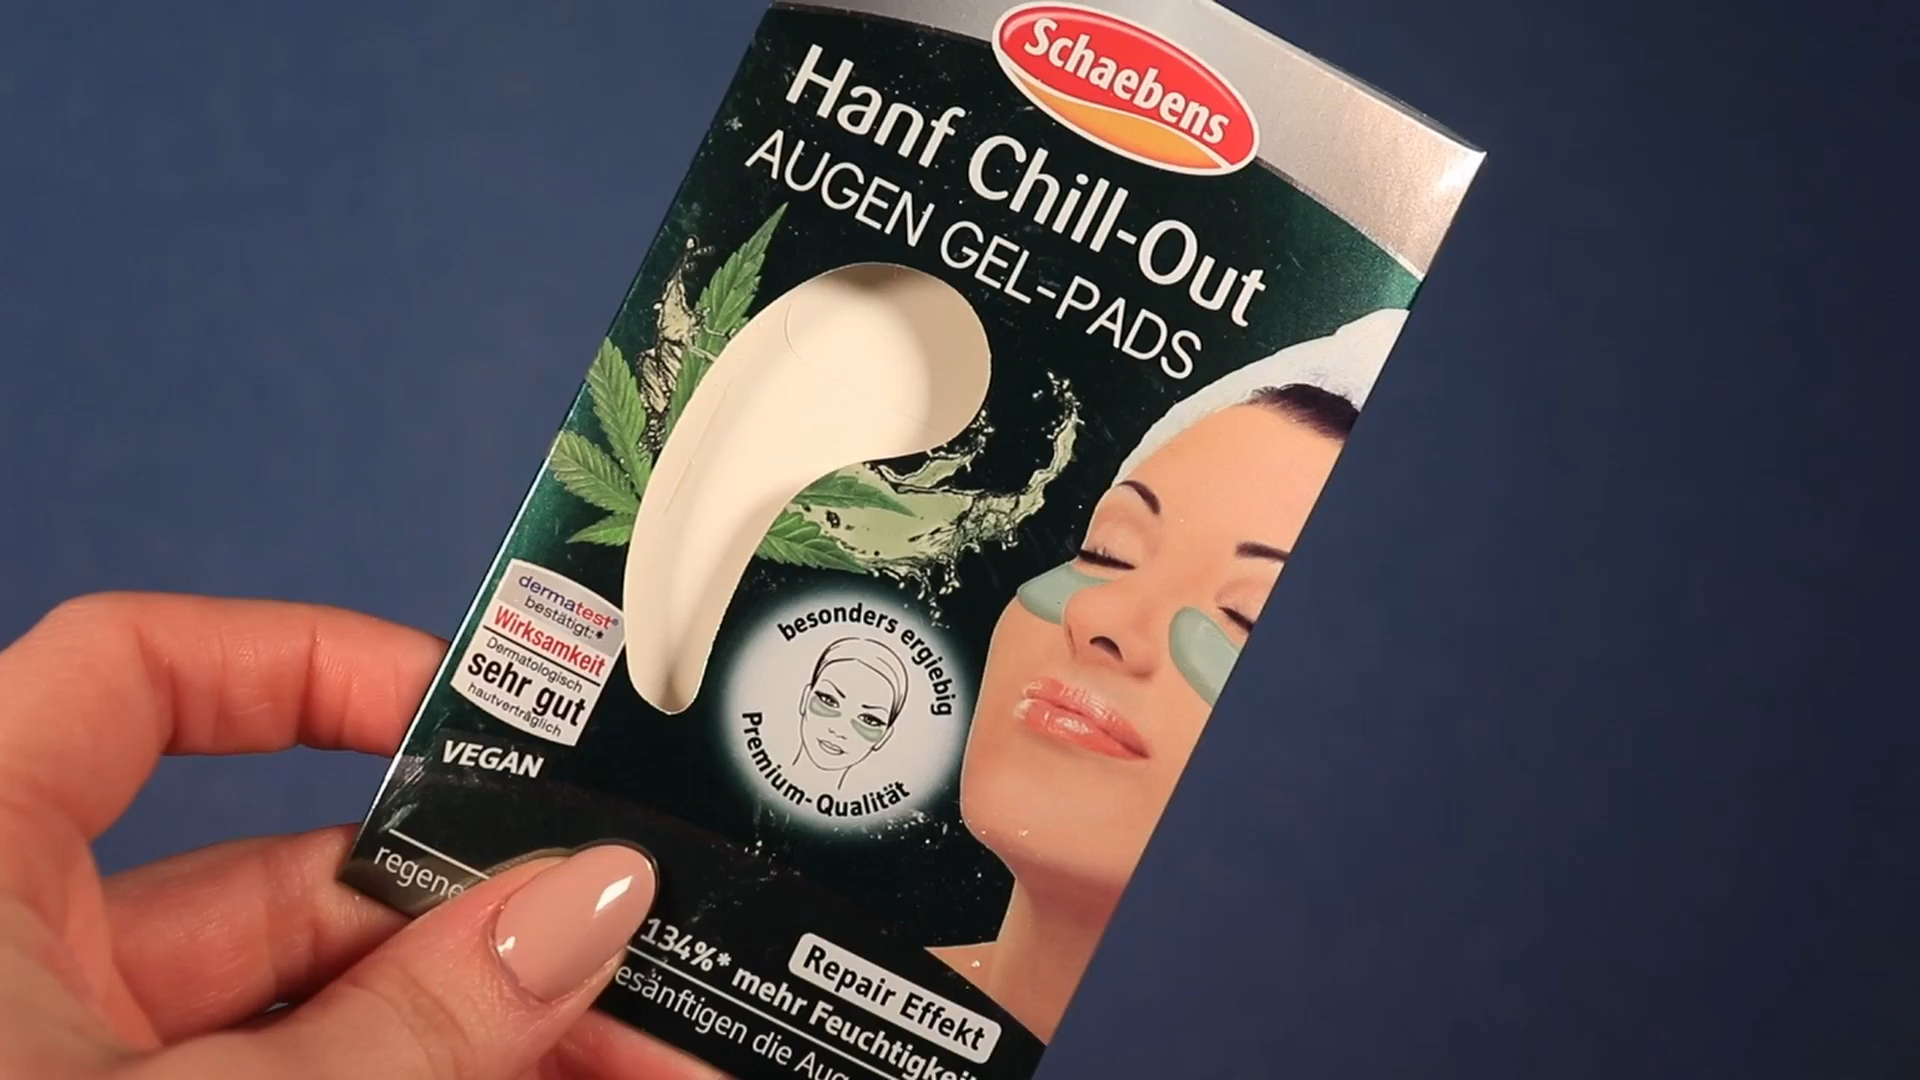 Schaebens
Hanf Chill-Out
AUGEN GEL-PADS
dermatest®
bestätigt:*
Wirksamkeit
Dermatologisch
sehr gut
hautverträglich
VEGAN
besonders ergiebig
Premium-Qualität
Repair Effekt
134%* mehr
die